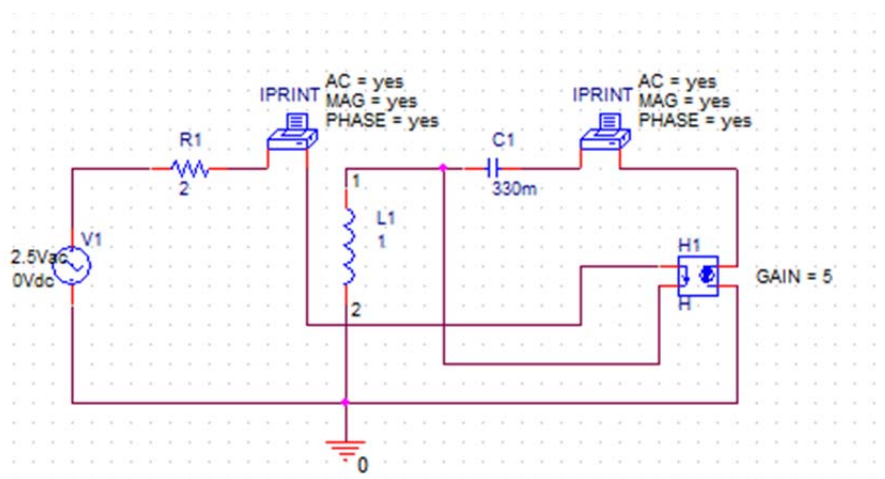 IPRINT
AC = yes
MAG = yes
PHASE = yes
IPRINT
AC = yes
MAG = yes
PHASE = yes
R1
2
C1
330m
1
L1
1
2
V1
2.5Vac
0Vdc
H1
H
GAIN = 5
0